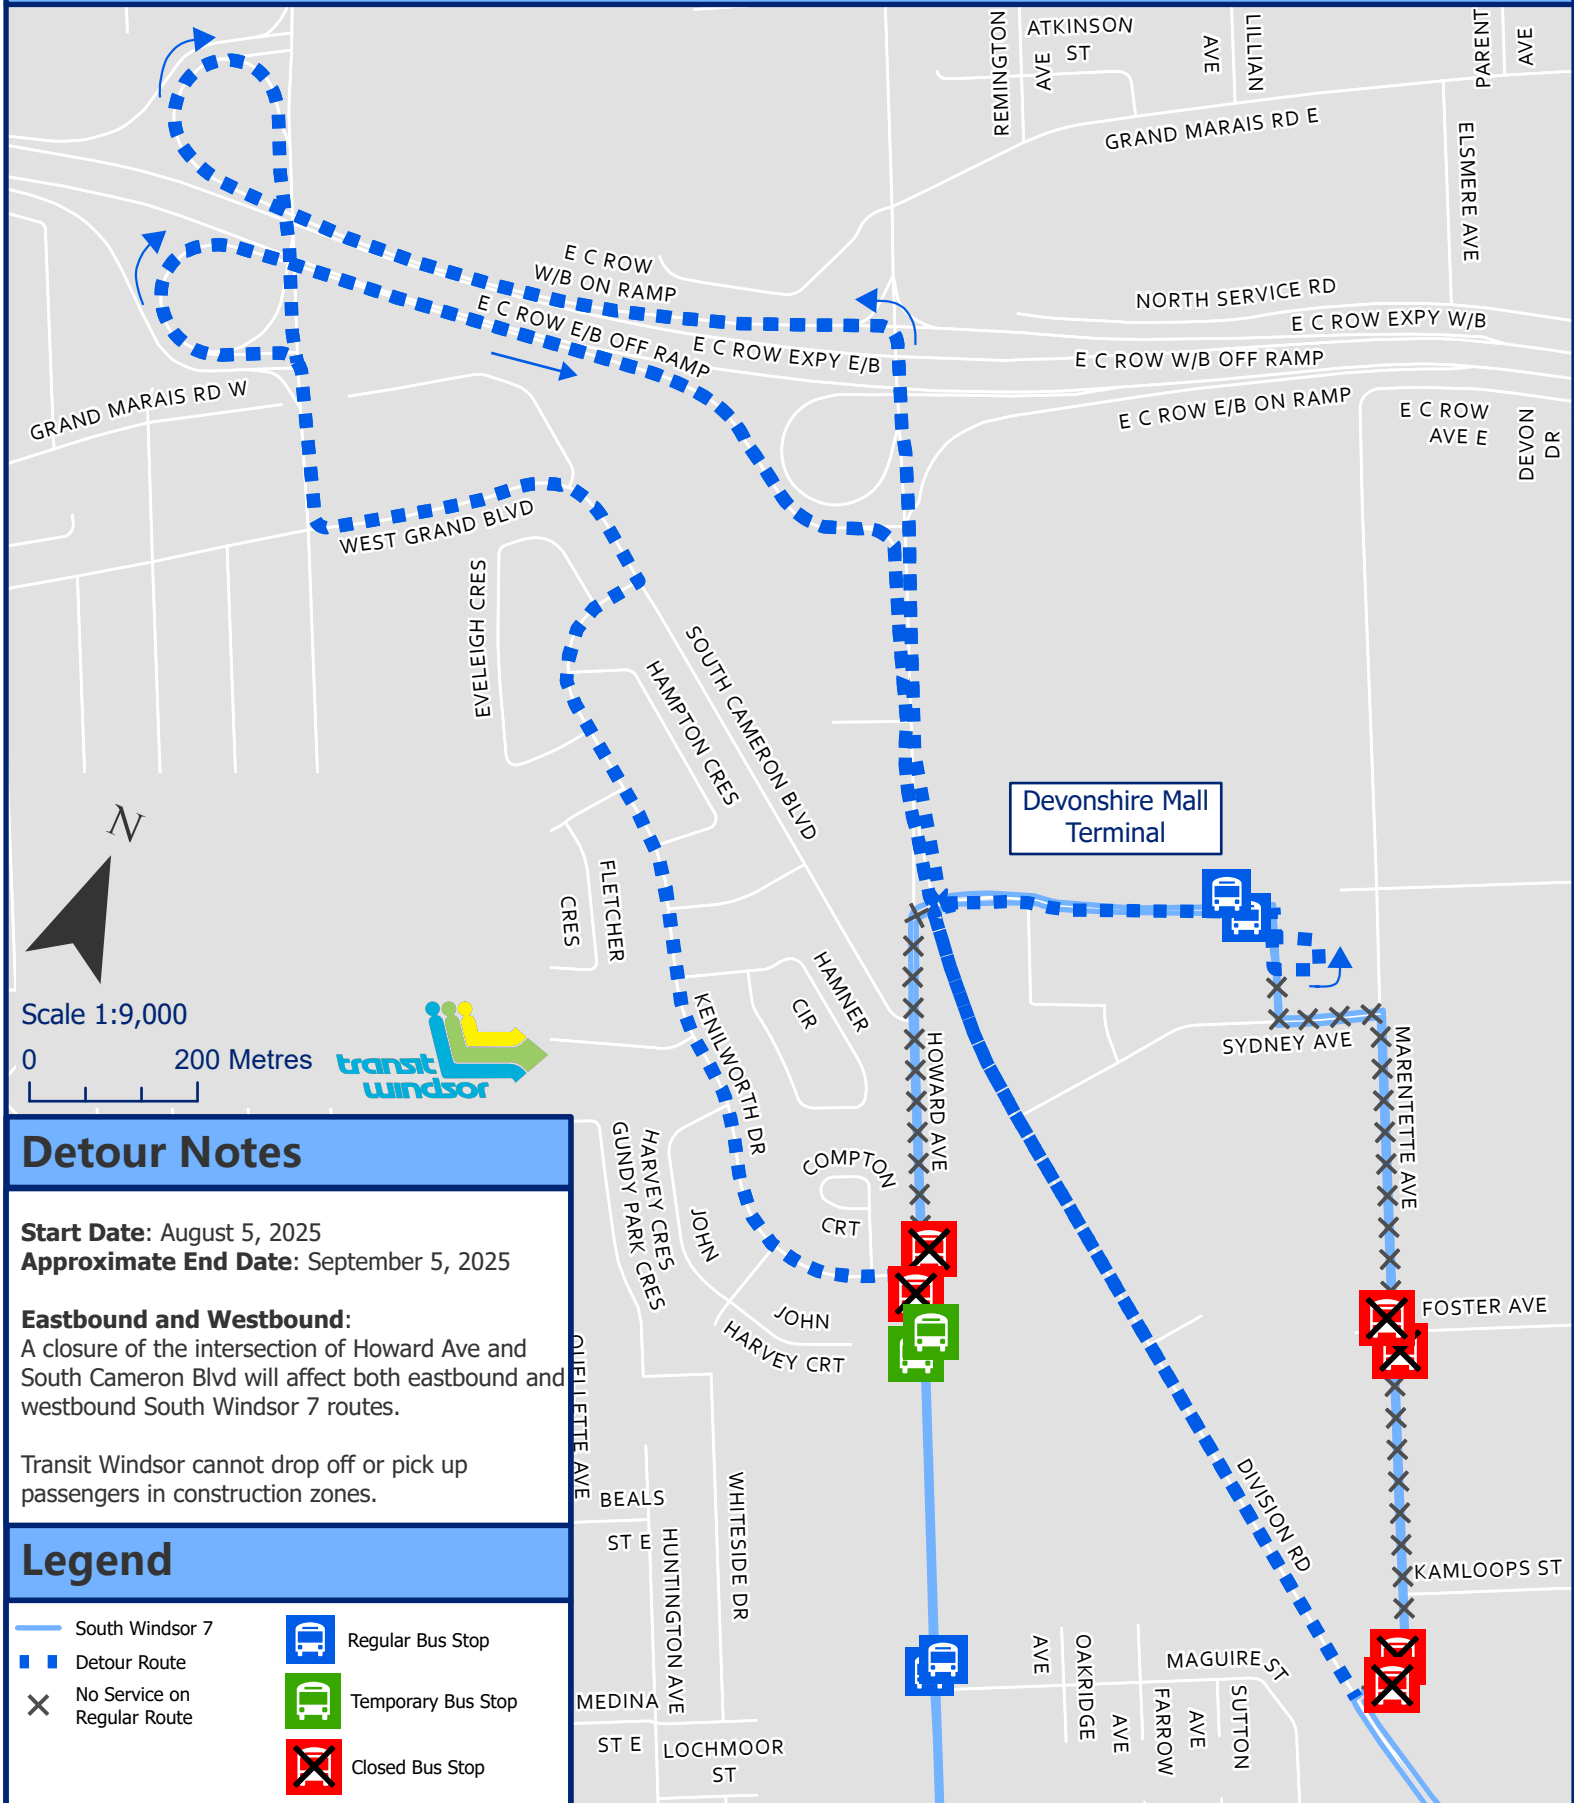 REMINGTON
AVE
ATKINSON
ST
AVE
LILLIAN
PARENT
AVE
GRAND MARAIS RD E
ELSMERE AVE
E C ROW
W/B ON RAMP
NORTH SERVICE RD
E C ROW EXPY W/B
E C ROW E/B OFF RAMP
E C ROW EXPY E/B
E C ROW W/B OFF RAMP
GRAND MARAIS RD W
E C ROW E/B ON RAMP
E C ROW
AVE E
DEVON
DR
WEST GRAND BLVD
EVELEIGH CRES
SOUTH CAMERON BLVD
HAMPTON CRES
Devonshire Mall
Terminal
N
FLETCHER
CRES
HAMNER
CIR
KENILWORTH DR
Scale 1:9,000
0
200 Metres
transit
windsor
HOWARD AVE
SYDNEY AVE
MARENTETTE AVE
Detour Notes
HARVEY CRES
GUNDY PARK CRES
JOHN
COMPTON
CRT
Start Date: August 5, 2025
Approximate End Date: September 5, 2025
Eastbound and Westbound:
A closure of the intersection of Howard Ave and
South Cameron Blvd will affect both eastbound and
westbound South Windsor 7 routes.
Transit Windsor cannot drop off or pick up
passengers in construction zones.
JOHN
HARVEY CRT
FOSTER AVE
OUELLETTE AVE
BEALS
ST E
HUNTINGTON AVE
WHITESIDE DR
DIVISION RD
KAMLOOPS ST
Legend
South Windsor 7
Detour Route
No Service on
Regular Route
Regular Bus Stop
Temporary Bus Stop
Closed Bus Stop
MEDINA
ST E
LOCHMOOR
ST
AVE
OAKRIDGE
AVE
MAGUIRE ST
FARROW
AVE
SUTTON